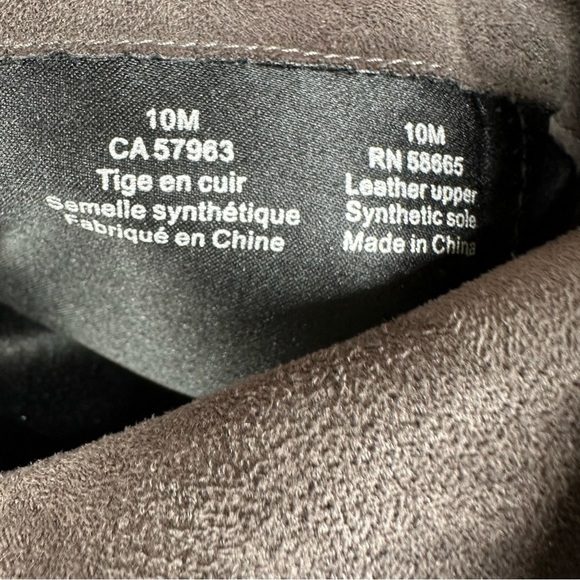 10M
CA 57963
Tige en cuir
Semelle synthétique
Fabriqué en Chine
10M
RN 58665
Leather upper
Synthetic sole
Made in China